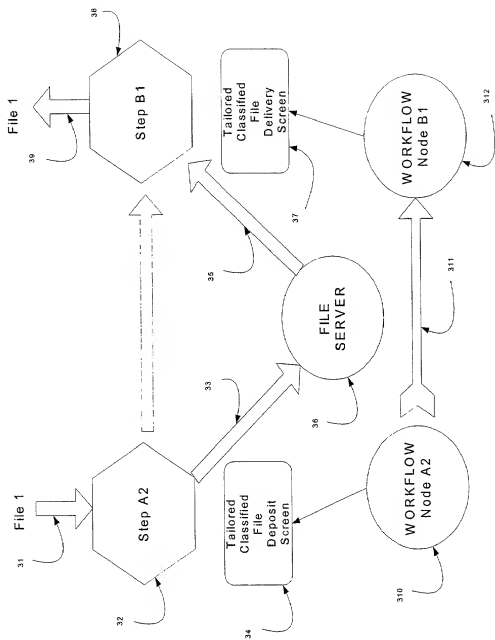 File 1
31
Step A2
32
33
34
Tailored
Classified
File
Deposit
Screen
WORKFLOW
Node A2
310
FILE
SERVER
36
35
311
File 1
39
Step B1
38
Tailored
Classified
File
Delivery
Screen
37
WORKFLOW
Node B1
312